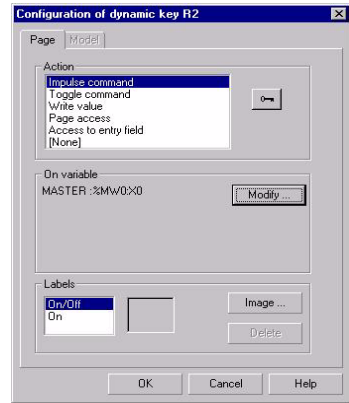 Configuration of dynamic key R2
Page Model
Action
Impulse command
Toggle command
Write value
Page access
Access to entry field
[None]
On variable
MASTER :%MW0:X0
Modify ...
Labels
On/Off
On
Image ...
Delete
OK Cancel Help